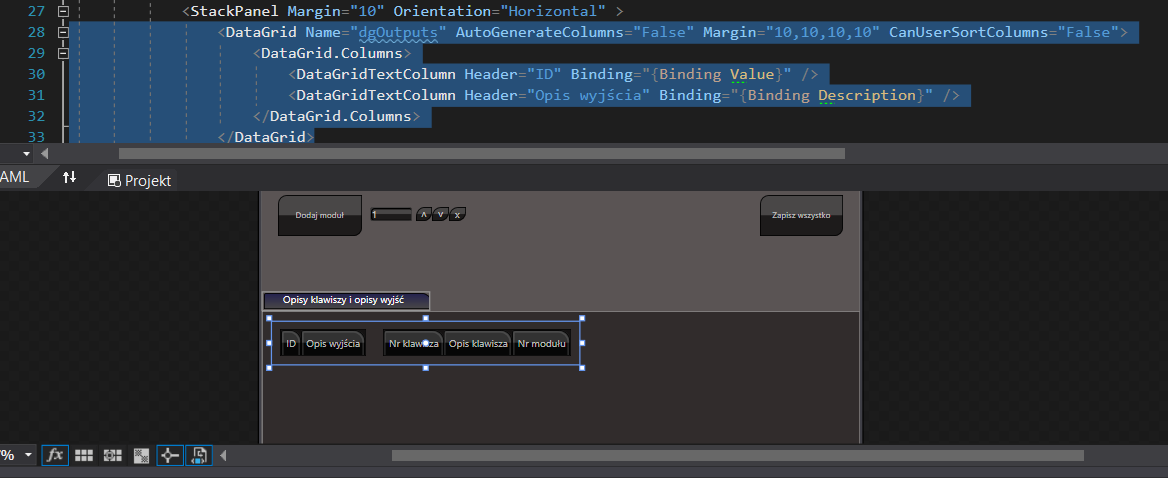 27 <StackPanel Margin="10" Orientation="Horizontal" >
28 <DataGrid Name="dgOutputs" AutoGenerateColumns="False" Margin="10,10,10,10" CanUserSortColumns="False">
29 <DataGrid.Columns>
30 <DataGridTextColumn Header="ID" Binding="{Binding Value}" />
31 <DataGridTextColumn Header="Opis wyjścia" Binding="{Binding Description}" />
32 </DataGrid.Columns>
33 </DataGrid>
AML Projekt
Dodaj moduł 1 ˄ ˅ x Zapisz wszystko
Opisy klawiszy i opisy wyjść
ID Opis wyjścia Nr klawisza Opis klawisza Nr modułu
% fx